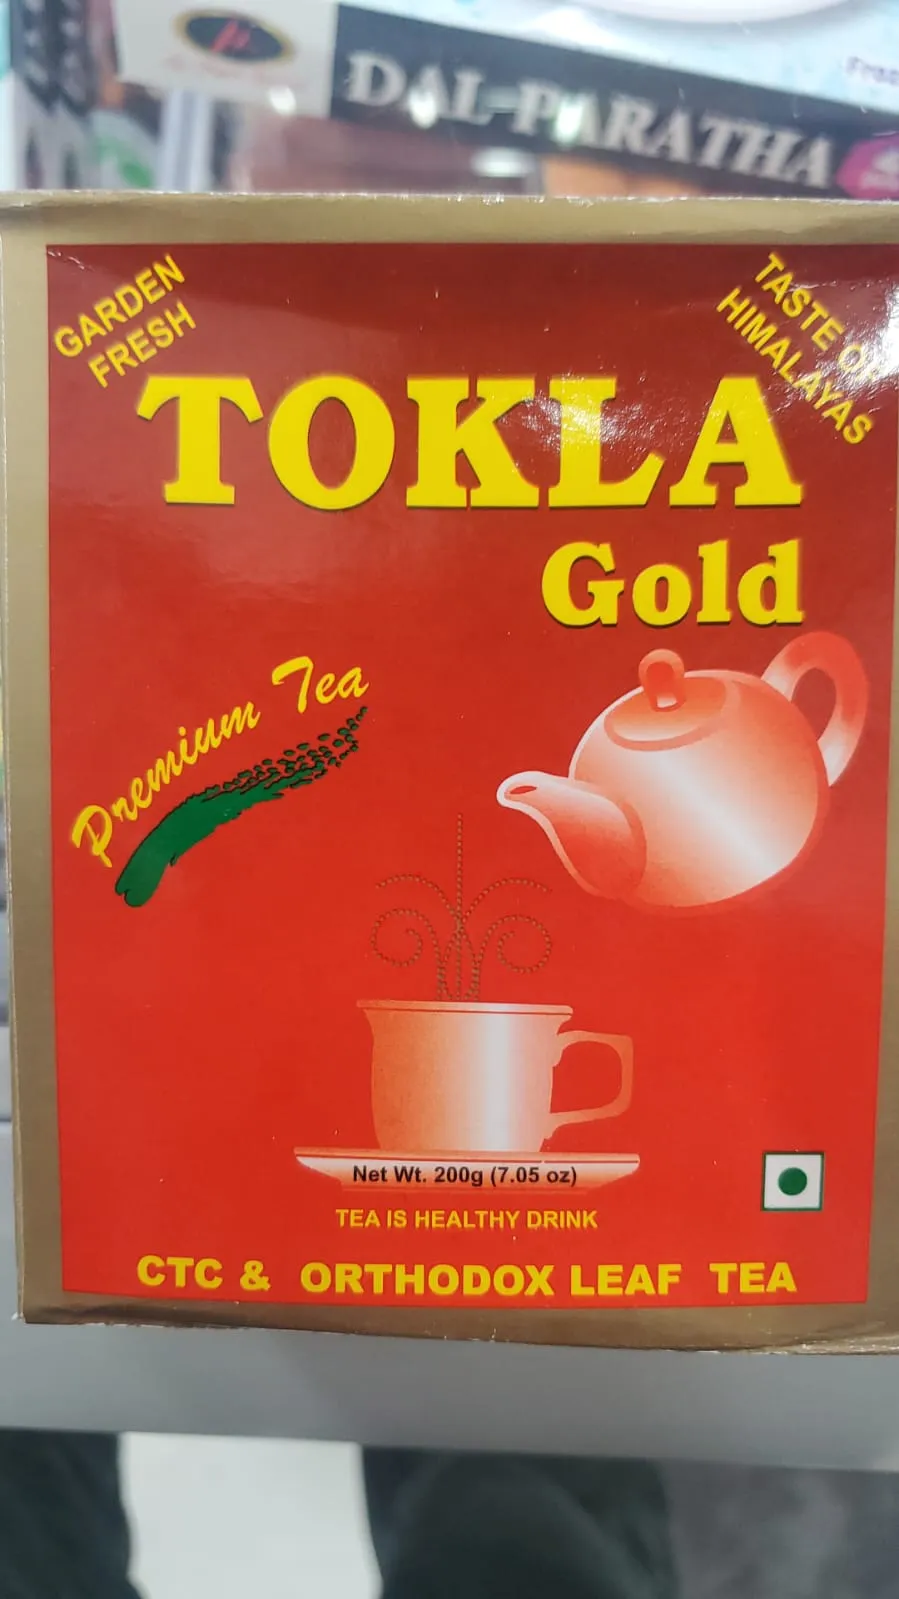 DAL PARATHA
GARDEN
FRESH
TASTE OF
HIMALAYAS
TOKLA
Gold
Premium Tea
Net Wt. 200g (7.05 oz)
TEA IS HEALTHY DRINK
CTC & ORTHODOX LEAF TEA